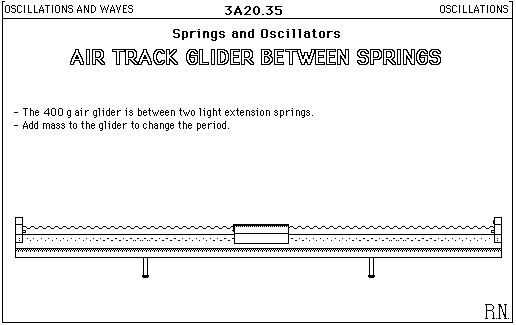 OSCILLATIONS AND WAVES
3A20.35
OSCILLATIONS
Springs and Oscillators
AIR TRACK GLIDER BETWEEN SPRINGS
- The 400 g air glider is between two light extension springs.
- Add mass to the glider to change the period.
R.N.